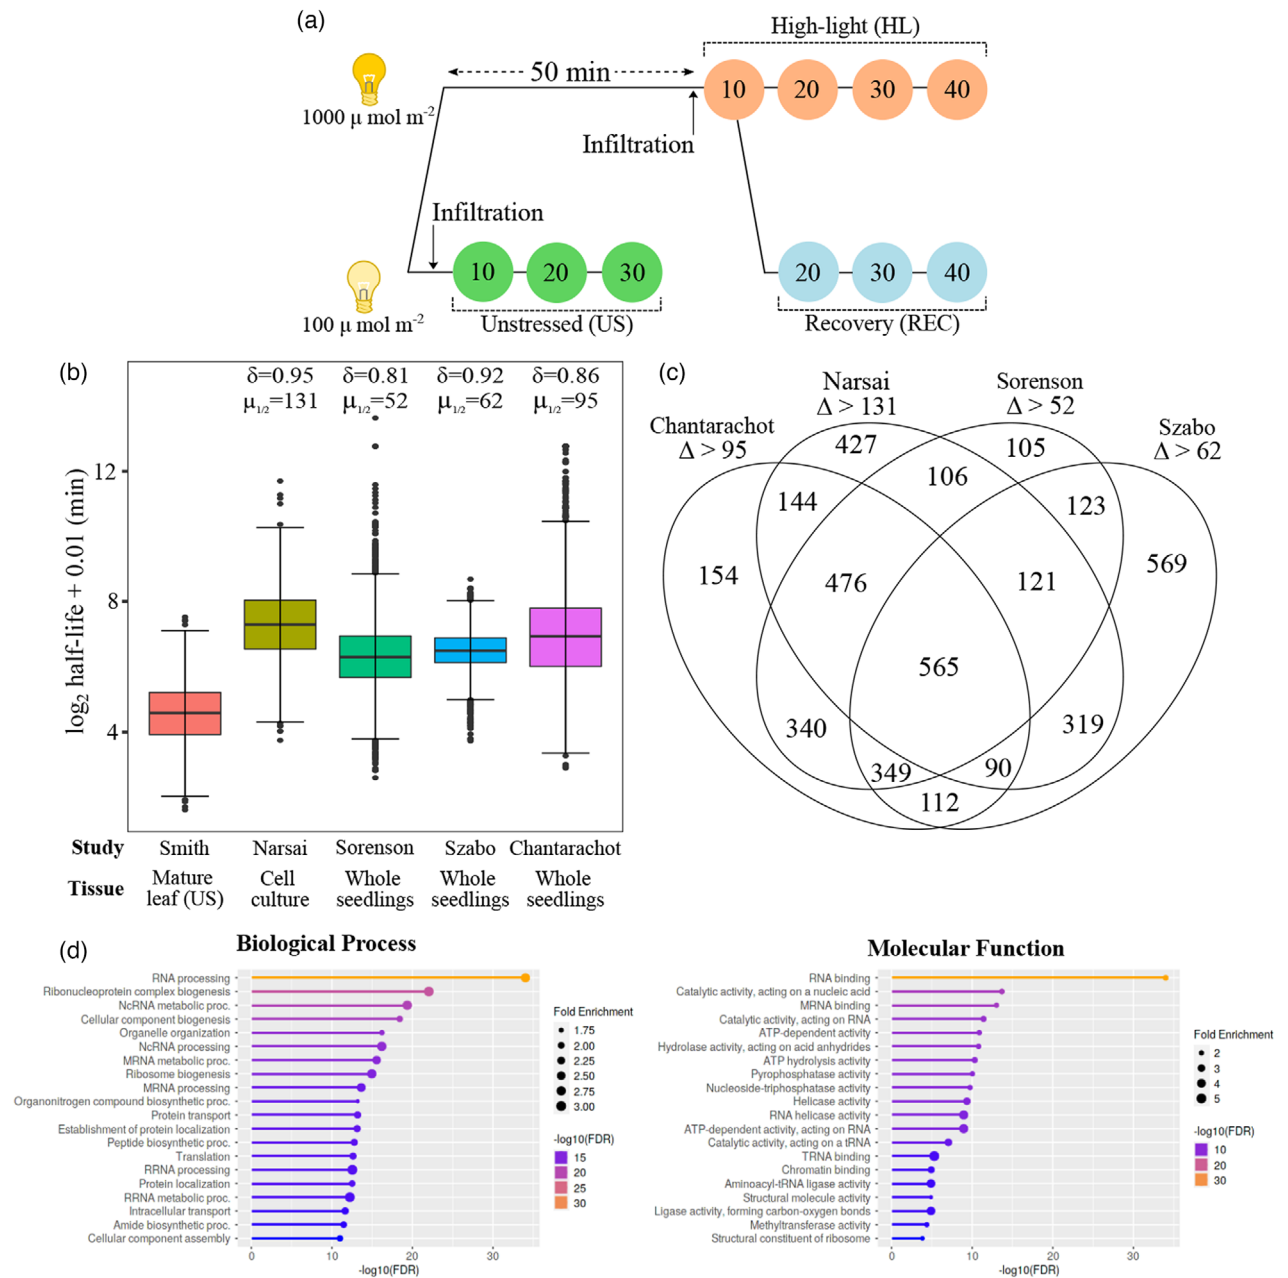 (a)
High-light (HL)
50 min
10 20 30 40
1000 μ mol m-2
Infiltration
Infiltration
10 20 30
20 30 40
100 μ mol m-2
Unstressed (US)
Recovery (REC)
(b)
δ=0.95 δ=0.81 δ=0.92 δ=0.86
μ1/2=131 μ1/2=52 μ1/2=62 μ1/2=95
log2 half-life + 0.01 (min)
12
8
4
Study Smith Narsai Sorenson Szabo Chantarachot
Tissue Mature leaf (US) Cell culture Whole seedlings Whole seedlings Whole seedlings
(c)
Narsai
Δ > 131
Sorenson
Δ > 52
Chantarachot
Δ > 95
Szabo
Δ > 62
427
105
106
144
123
154
476
121
569
565
340
319
349
90
112
(d)
Biological Process
RNA processing
Ribonucleoprotein complex biogenesis
NcRNA metabolic proc.
Cellular component biogenesis
Organelle organization
NcRNA processing
MRNA metabolic proc.
Ribosome biogenesis
MRNA processing
Organonitrogen compound biosynthetic proc.
Protein transport
Establishment of protein localization
Peptide biosynthetic proc.
Translation
RRNA processing
Protein localization
RRNA metabolic proc.
Intracellular transport
Amide biosynthetic proc.
Cellular component assembly
0 10 20 30
-log10(FDR)
Fold Enrichment
1.75
2.00
2.25
2.50
2.75
3.00
-log10(FDR)
15
20
25
30
Molecular Function
RNA binding
Catalytic activity, acting on a nucleic acid
MRNA binding
Catalytic activity, acting on RNA
ATP-dependent activity
Hydrolase activity, acting on acid anhydrides
ATP hydrolysis activity
Pyrophosphatase activity
Nucleoside-triphosphatase activity
Helicase activity
RNA helicase activity
ATP-dependent activity, acting on RNA
Catalytic activity, acting on a tRNA
TRNA binding
Chromatin binding
Aminoacyl-tRNA ligase activity
Structural molecule activity
Ligase activity, forming carbon-oxygen bonds
Methyltransferase activity
Structural constituent of ribosome
0 10 20 30
-log10(FDR)
Fold Enrichment
2
3
4
5
-log10(FDR)
10
20
30